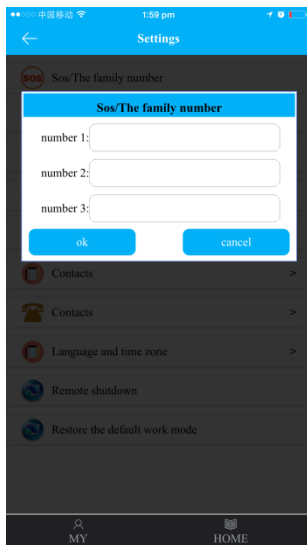 中国移动 1:59 pm
Settings
SOS Sos/The family number
Sos/The family number
number 1:
number 2:
number 3:
ok cancel
Contacts >
Contacts >
Language and time zone >
Remote shutdown
Restore the default work mode
MY HOME